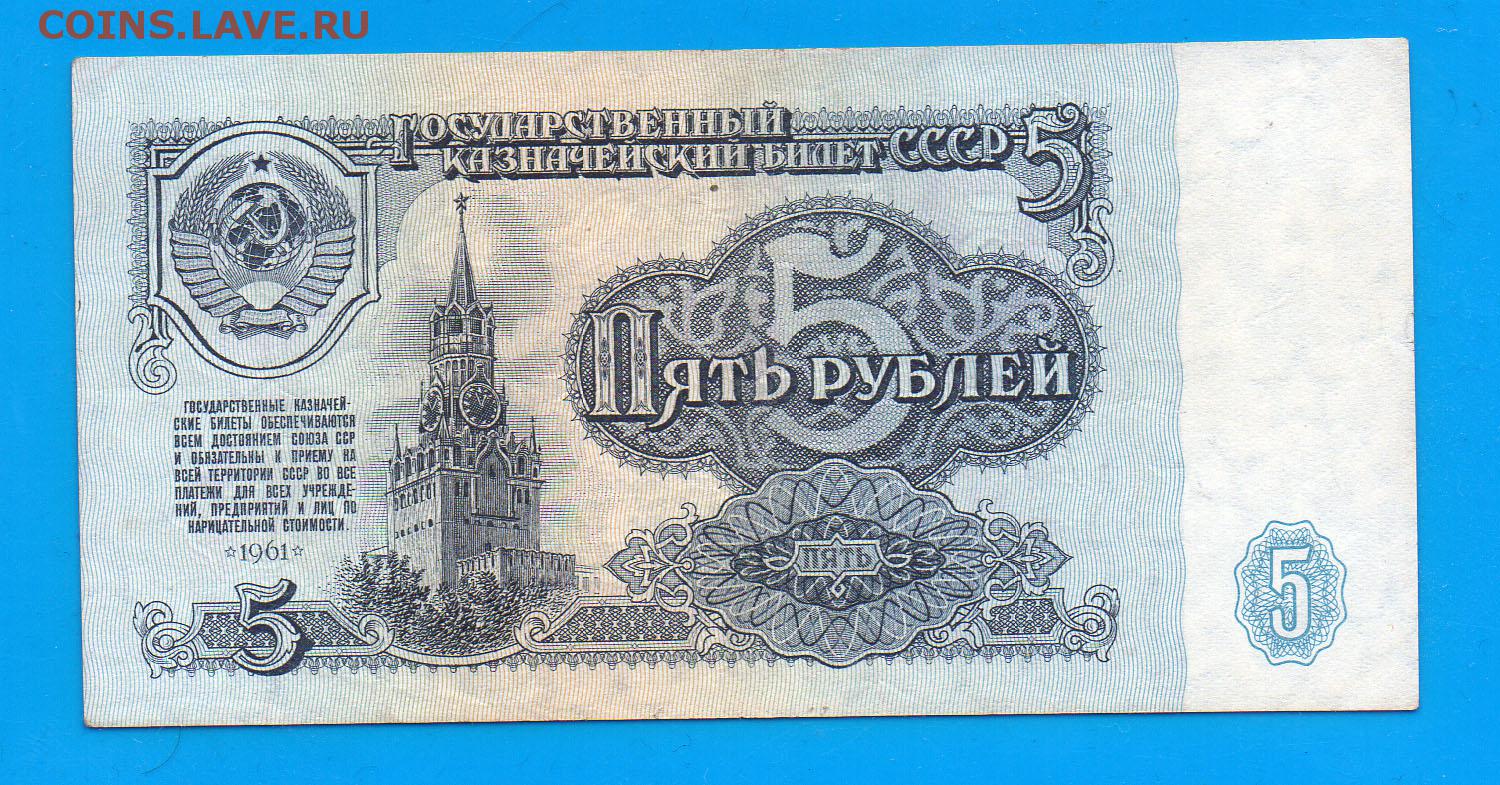 COINS.LAVE.RU
ГОСУДАРСТВЕННЫЙ
КАЗНАЧЕЙСКИЙ БИЛЕТ СССР 5
5
ПЯТЬ РУБЛЕЙ
ГОСУДАРСТВЕННЫЕ КАЗНАЧЕЙ-
СКИЕ БИЛЕТЫ ОБЕСПЕЧИВАЮТСЯ
ВСЕМ ДОСТОЯНИЕМ СОЮЗА ССР
И ОБЯЗАТЕЛЬНЫ К ПРИЕМУ НА
ВСЕЙ ТЕРРИТОРИИ СССР ВО ВСЕ
ПЛАТЕЖИ ДЛЯ ВСЕХ УЧРЕЖДЕ-
НИЙ, ПРЕДПРИЯТИЙ И ЛИЦ ПО
НАРИЦАТЕЛЬНОЙ СТОИМОСТИ.
☆1961☆
ПЯТЬ
5
5